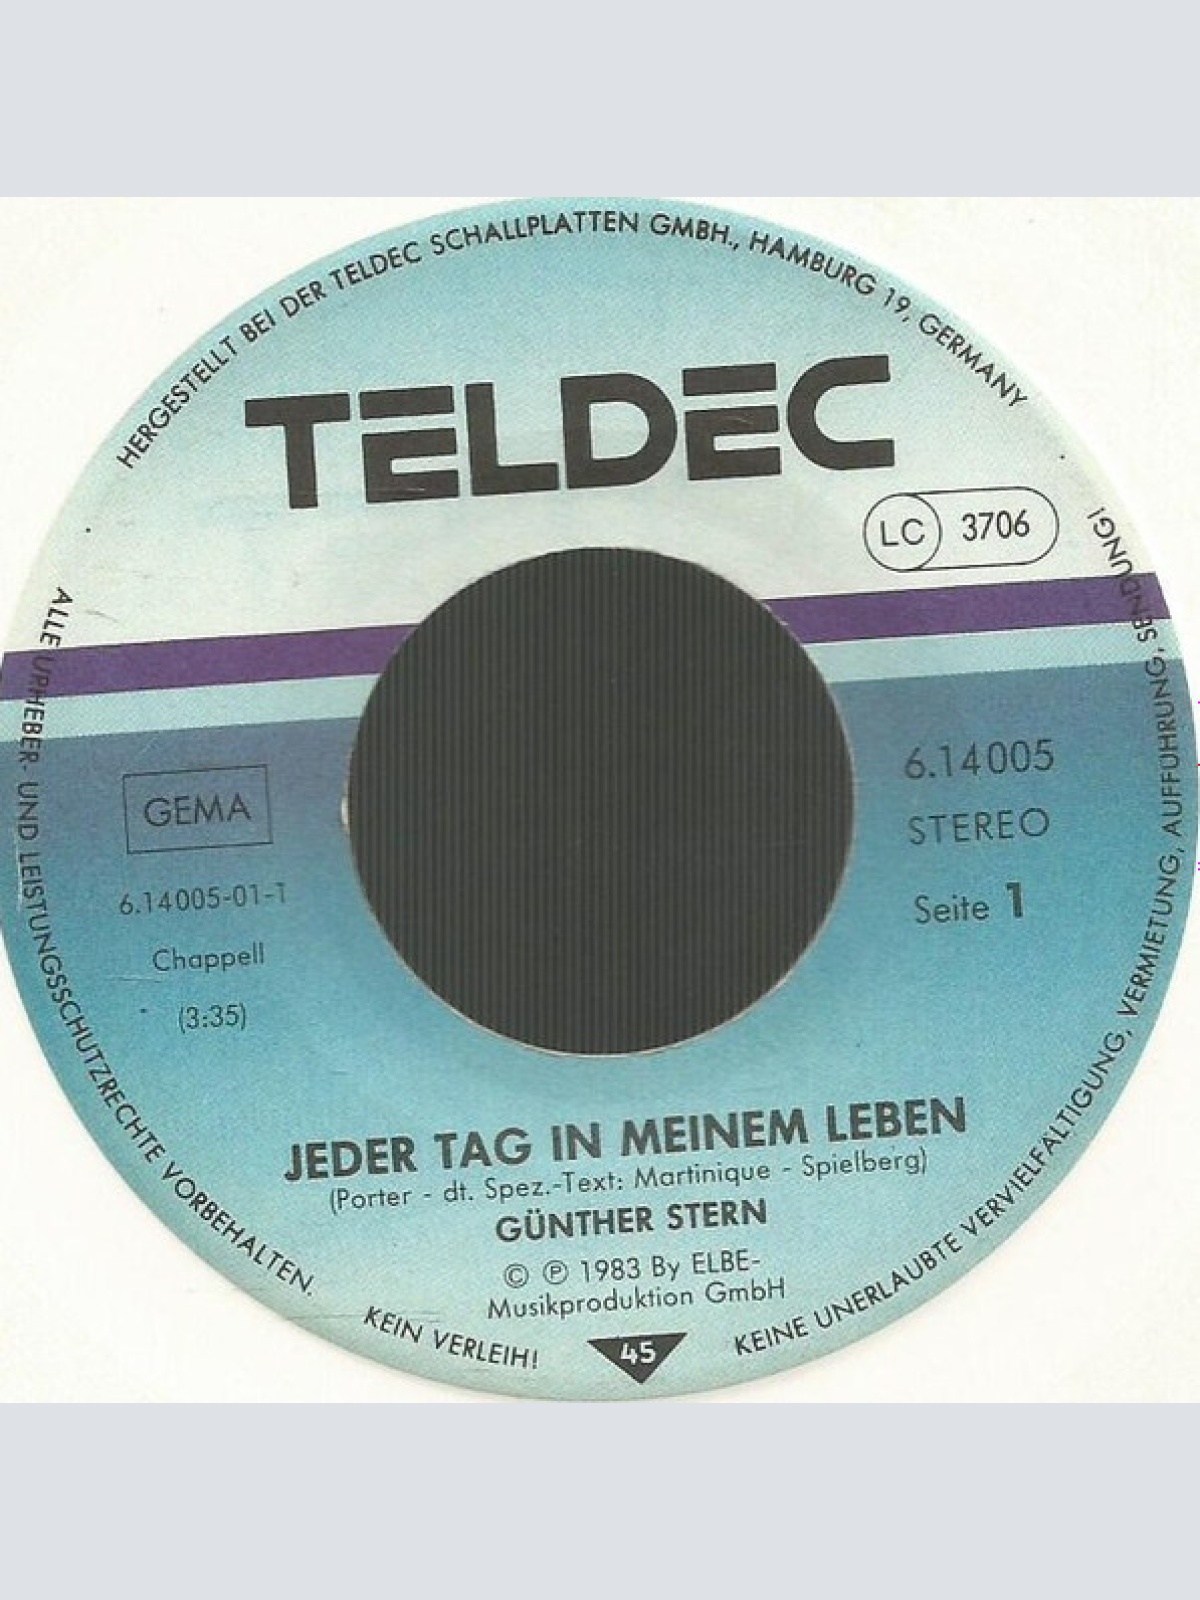 HERGESTELLT BEI DER TELDEC SCHALLPLATTEN GMBH., HAMBURG 19, GERMANY
TELDEC
LC 3706
GEMA
6.14005-01-1
Chappell
(3:35)
6.14005
STEREO
Seite 1
JEDER TAG IN MEINEM LEBEN
(Porter - dt. Spez.-Text: Martinique - Spielberg)
GÜNTHER STERN
© ℗ 1983 By ELBE-
Musikproduktion GmbH
45
ALLE URHEBER- UND LEISTUNGSSCHUTZRECHTE VORBEHALTEN.
KEIN VERLEIH!
KEINE UNERLAUBTE VERVIELFÄLTIGUNG, VERMIETUNG, AUFFÜHRUNG, SENDUNG!